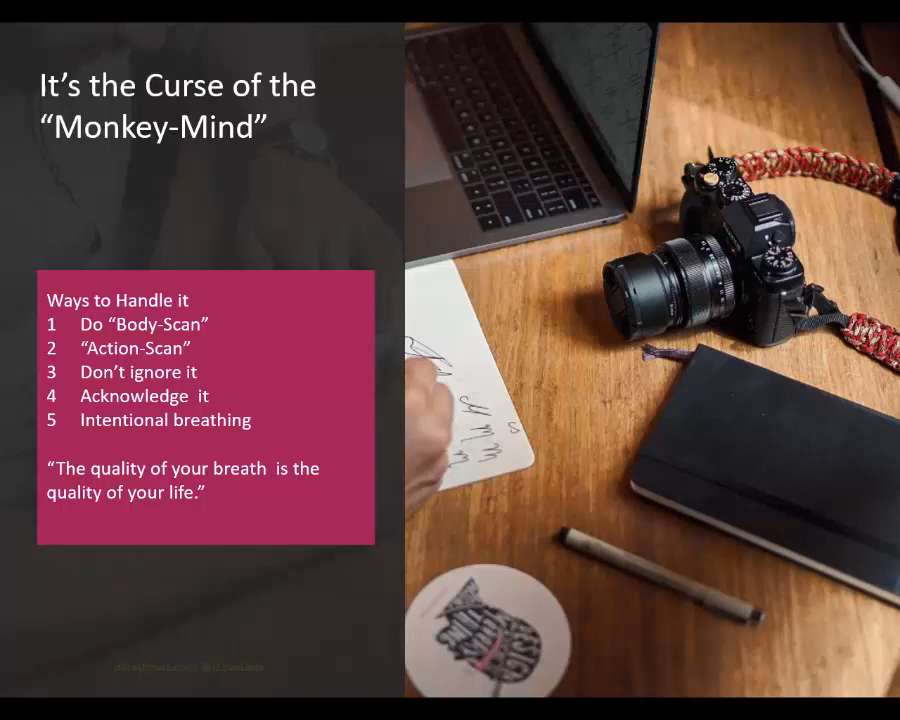 It’s the Curse of the
“Monkey-Mind”
Ways to Handle it
1 Do “Body-Scan”
2 “Action-Scan”
3 Don’t ignore it
4 Acknowledge it
5 Intentional breathing
“The quality of your breath is the
quality of your life.”